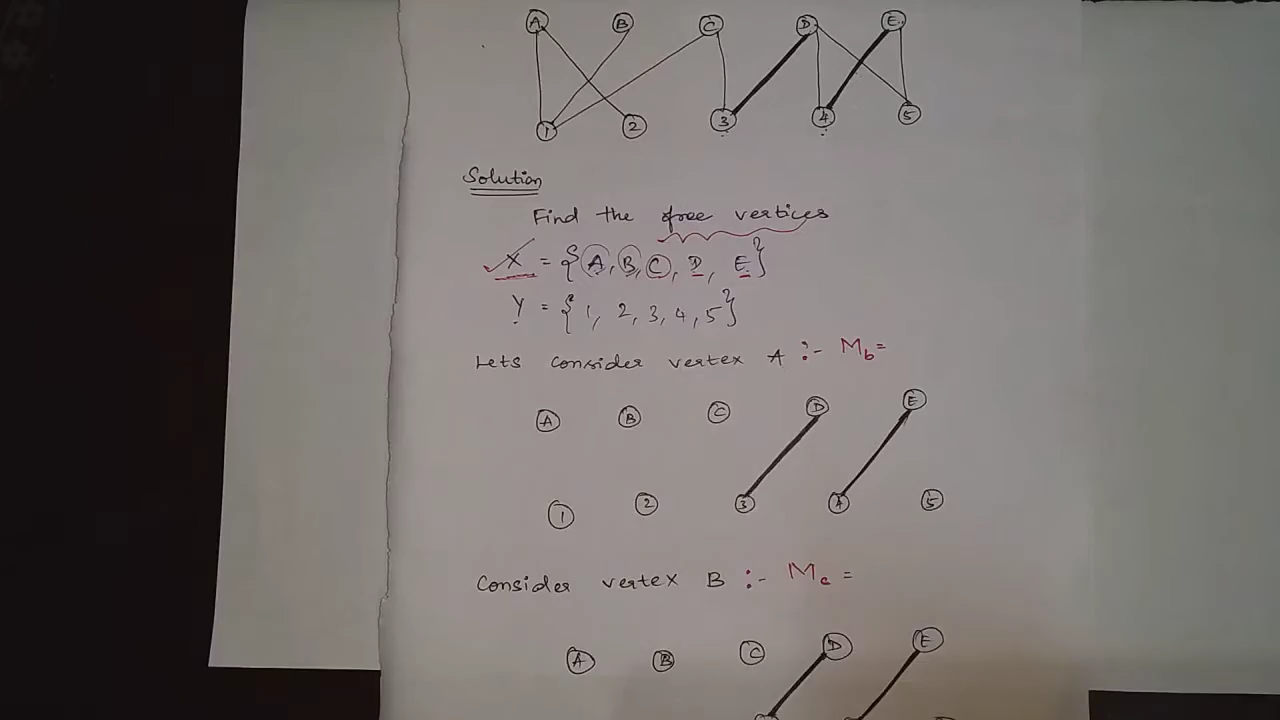 A B C D E
1 2 3 4 5
Solution
Find the free vertices
X = {A, B, C, D, E}
Y = {1, 2, 3, 4, 5}
Lets consider vertex A :- Mb =
A B C D E
1 2 3 4 5
Consider vertex B :- Mc =
A B C D E